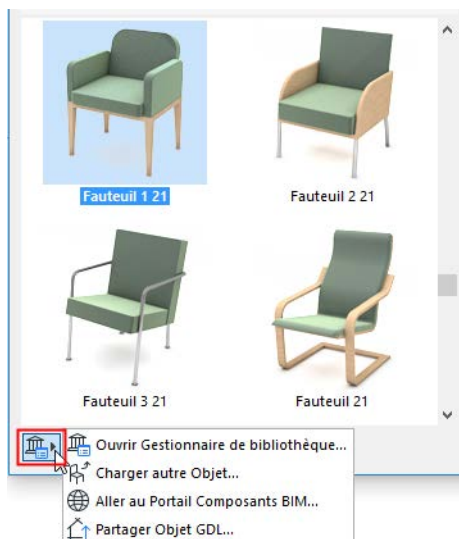 Fauteuil 1 21
Fauteuil 2 21
Fauteuil 3 21
Fauteuil 21
Ouvrir Gestionnaire de bibliothèque...
Charger autre Objet...
Aller au Portail Composants BIM...
Partager Objet GDL...